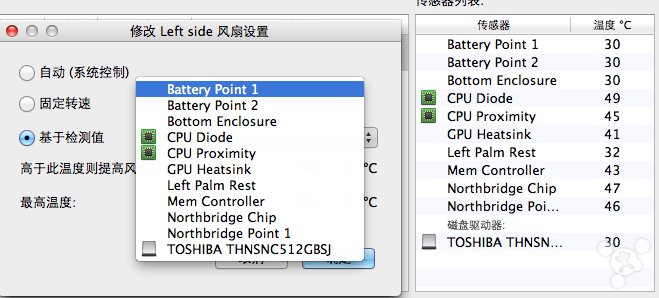 传感器列表:
修改 Left side 风扇设置
自动 (系统控制)
固定转速
基于检测值
高于此温度则提高风
°C
最高温度:
°C
Battery Point 1
Battery Point 2
Bottom Enclosure
CPU Diode
CPU Proximity
GPU Heatsink
Left Palm Rest
Mem Controller
Northbridge Chip
Northbridge Point 1
TOSHIBA THNSNC512GBSJ
传感器 温度 °C
Battery Point 1 30
Battery Point 2 30
Bottom Enclosure 30
CPU Diode 49
CPU Proximity 45
GPU Heatsink 41
Left Palm Rest 32
Mem Controller 43
Northbridge Chip 47
Northbridge Poi... 46
磁盘驱动器:
TOSHIBA THNSN... 30